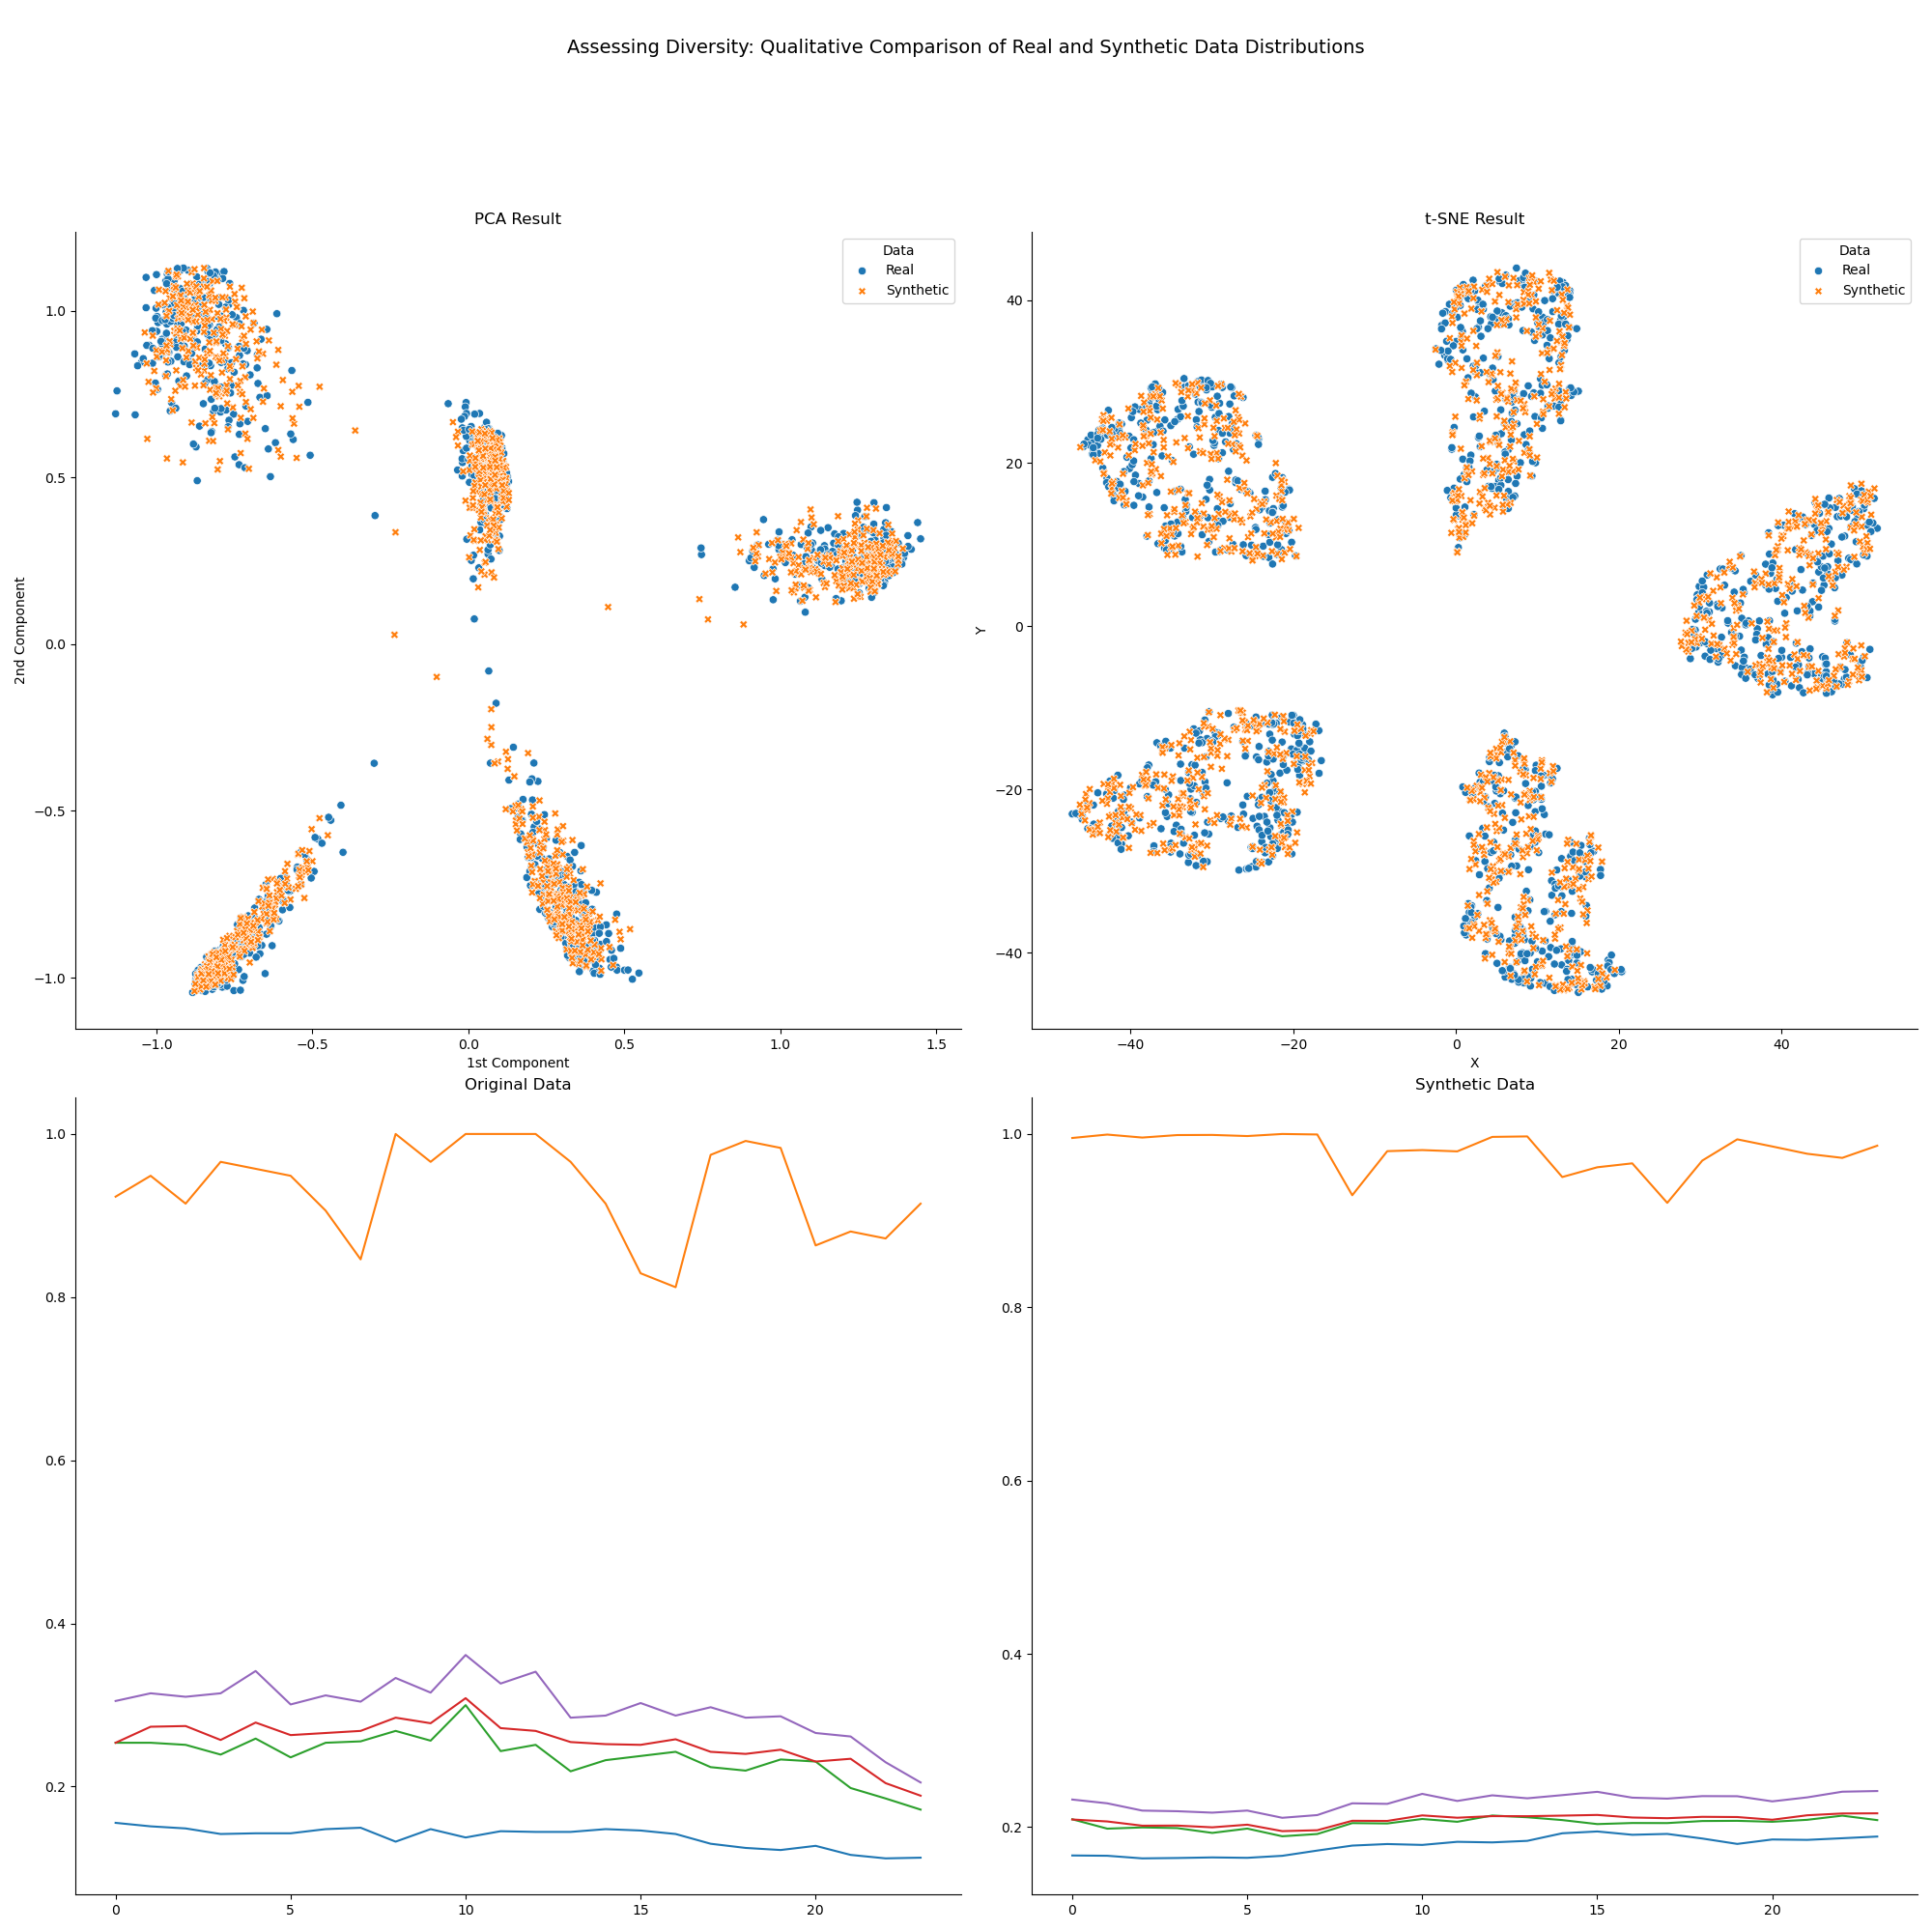 Assessing Diversity: Qualitative Comparison of Real and Synthetic Data Distributions
PCA Result
Data
Real
Synthetic
1.0
0.5
0.0
−0.5
−1.0
2nd Component
−1.0 −0.5 0.0 0.5 1.0 1.5
1st Component
t-SNE Result
Data
Real
Synthetic
40
20
0
−20
−40
Y
−40 −20 0 20 40
X
Original Data
1.0
0.8
0.6
0.4
0.2
0 5 10 15 20
Synthetic Data
1.0
0.8
0.6
0.4
0.2
0 5 10 15 20